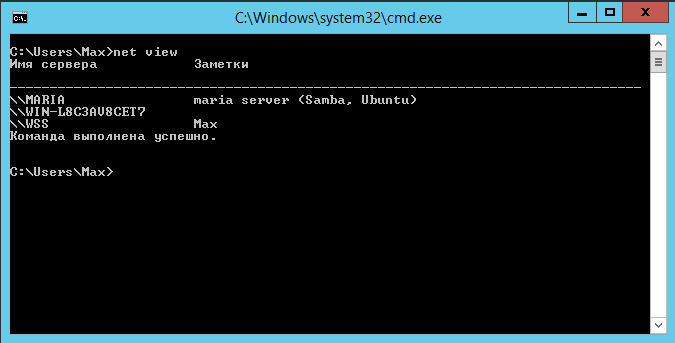 C:\Windows\system32\cmd.exe
C:\Users\Max>net view
Имя сервера            Заметки
-------------------------------------------------------------------------------
\\MARIA                maria server (Samba, Ubuntu)
\\WIN-L8C3AV8CET7
\\WSS                  Max
Команда выполнена успешно.
C:\Users\Max>